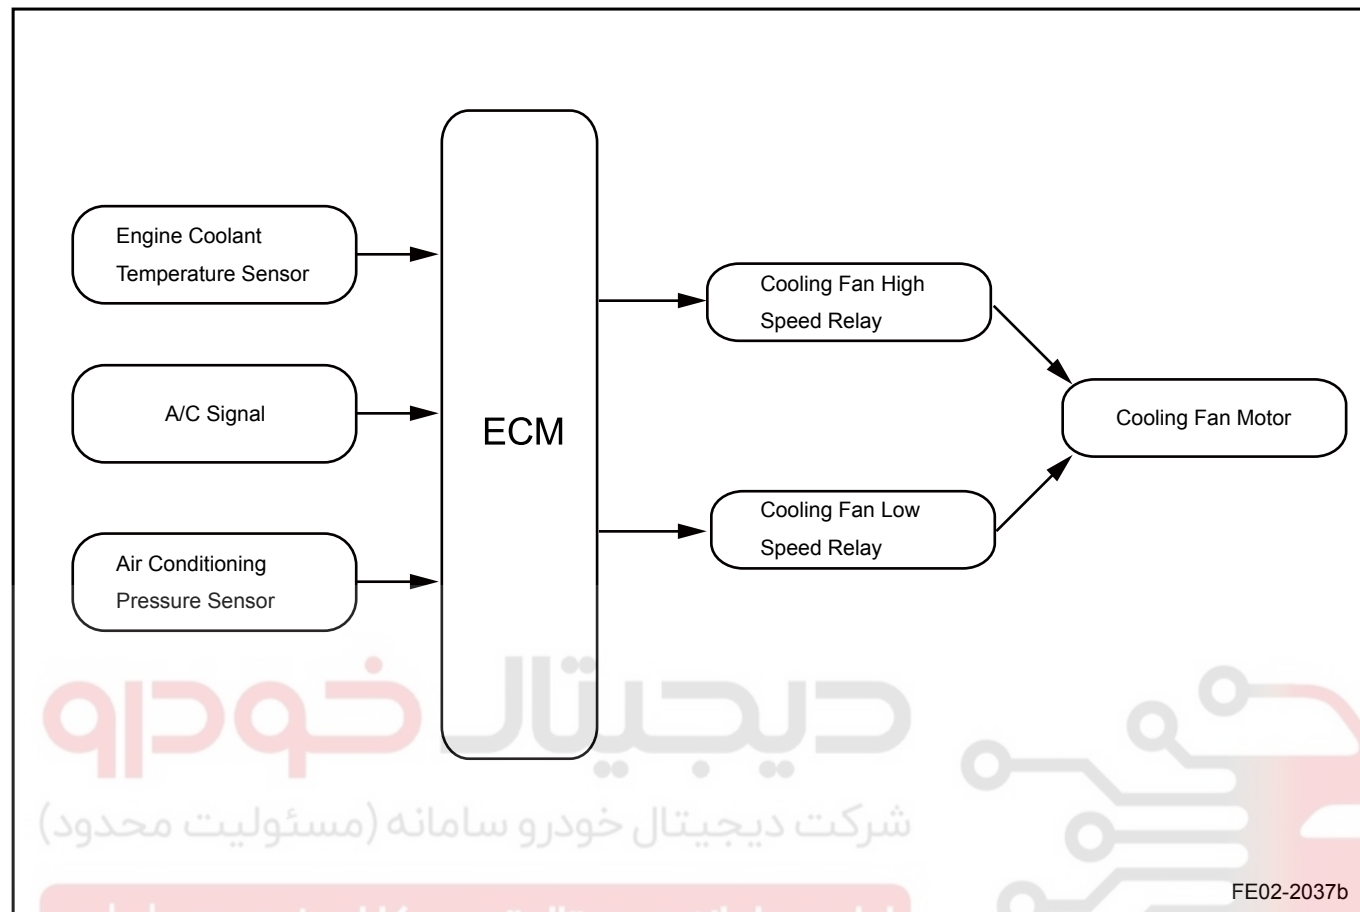 Engine Coolant
Temperature Sensor
A/C Signal
Air Conditioning
Pressure Sensor
ECM
Cooling Fan High
Speed Relay
Cooling Fan Low
Speed Relay
Cooling Fan Motor
دیجیتال خودرو
شرکت دیجیتال خودرو سامانه (مسئولیت محدود)
FE02-2037b